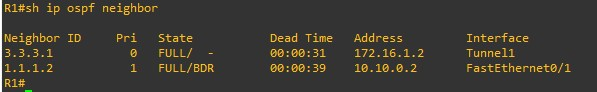 R1#sh ip ospf neighbor
Neighbor ID     Pri   State           Dead Time   Address         Interface
3.3.3.1           0   FULL/  -        00:00:31    172.16.1.2      Tunnel1
1.1.1.2           1   FULL/BDR        00:00:39    10.10.0.2       FastEthernet0/1
R1#